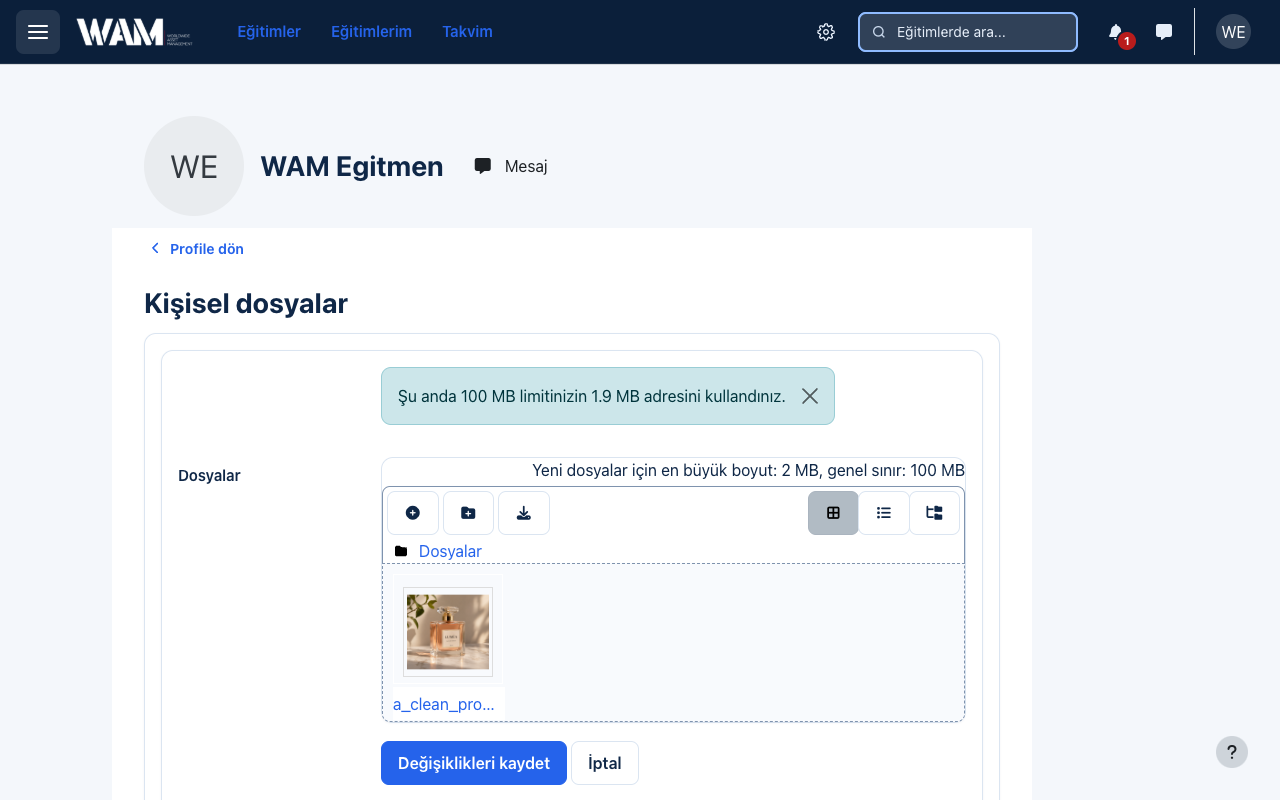 WAM
Eğitimler
Eğitimlerim
Takvim
Eğitimlerde ara...
1
WE
WE
WAM Egitmen
Mesaj
Profile dön
Kişisel dosyalar
Şu anda 100 MB limitinizin 1.9 MB adresini kullandınız.
Dosyalar
Yeni dosyalar için en büyük boyut: 2 MB, genel sınır: 100 MB
Dosyalar
a_clean_pro...
Değişiklikleri kaydet
İptal
?